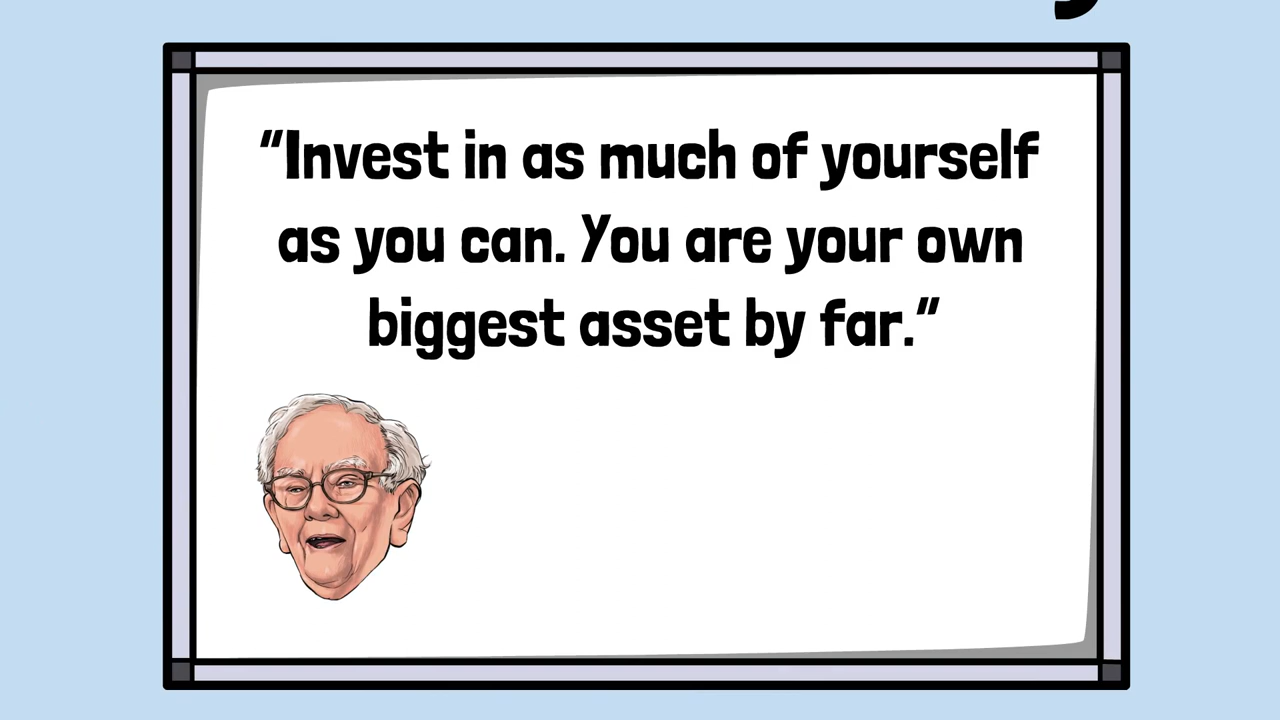 “Invest in as much of yourself
as you can. You are your own
biggest asset by far.”